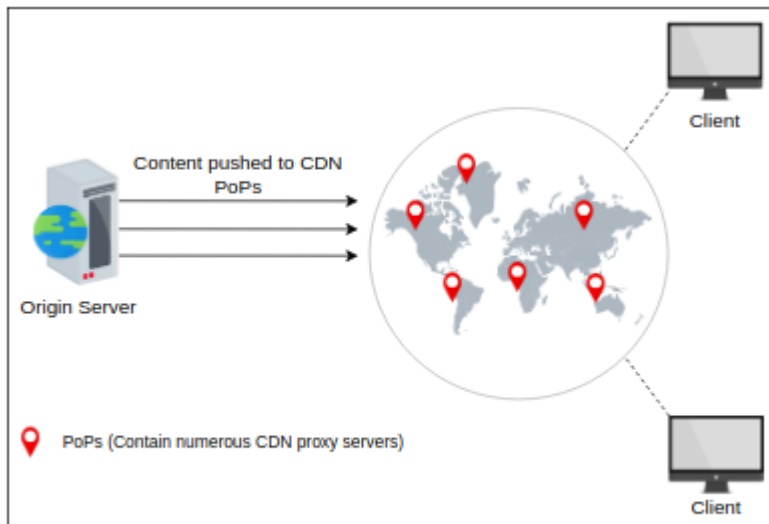 Client
Content pushed to CDN
PoPs
Origin Server
PoPs (Contain numerous CDN proxy servers)
Client